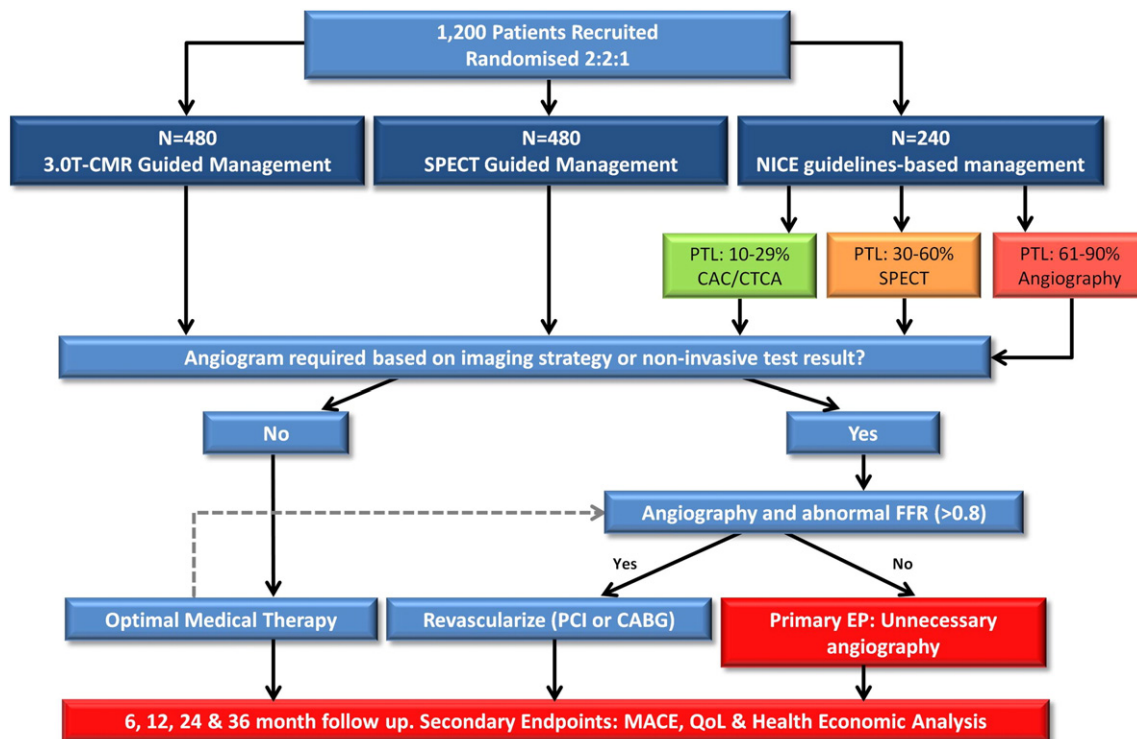 1,200 Patients Recruited
Randomised 2:2:1
N=480
3.0T-CMR Guided Management
N=480
SPECT Guided Management
N=240
NICE guidelines-based management
PTL: 10-29%
CAC/CTCA
PTL: 30-60%
SPECT
PTL: 61-90%
Angiography
Angiogram required based on imaging strategy or non-invasive test result?
No
Yes
Angiography and abnormal FFR (>0.8)
Yes
No
Optimal Medical Therapy
Revascularize (PCI or CABG)
Primary EP: Unnecessary
angiography
6, 12, 24 & 36 month follow up. Secondary Endpoints: MACE, QoL & Health Economic Analysis